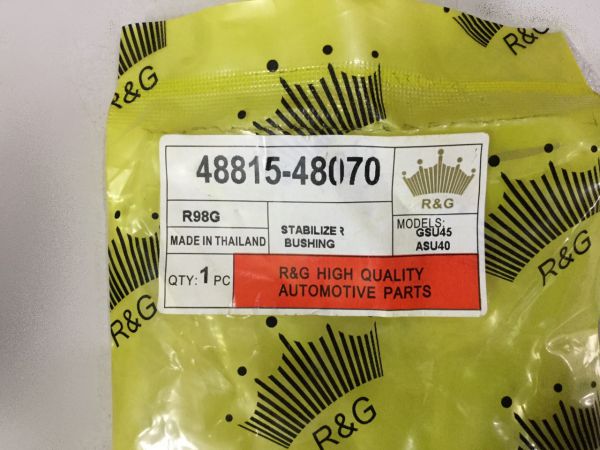 R&G
R&G
R&G
48815-48070
R&G
R98G
MADE IN THAILAND
STABILIZER
BUSHING
MODELS:
GSU45
ASU40
QTY: 1 PC
R&G HIGH QUALITY
AUTOMOTIVE PARTS
R&G
R&G
R&G